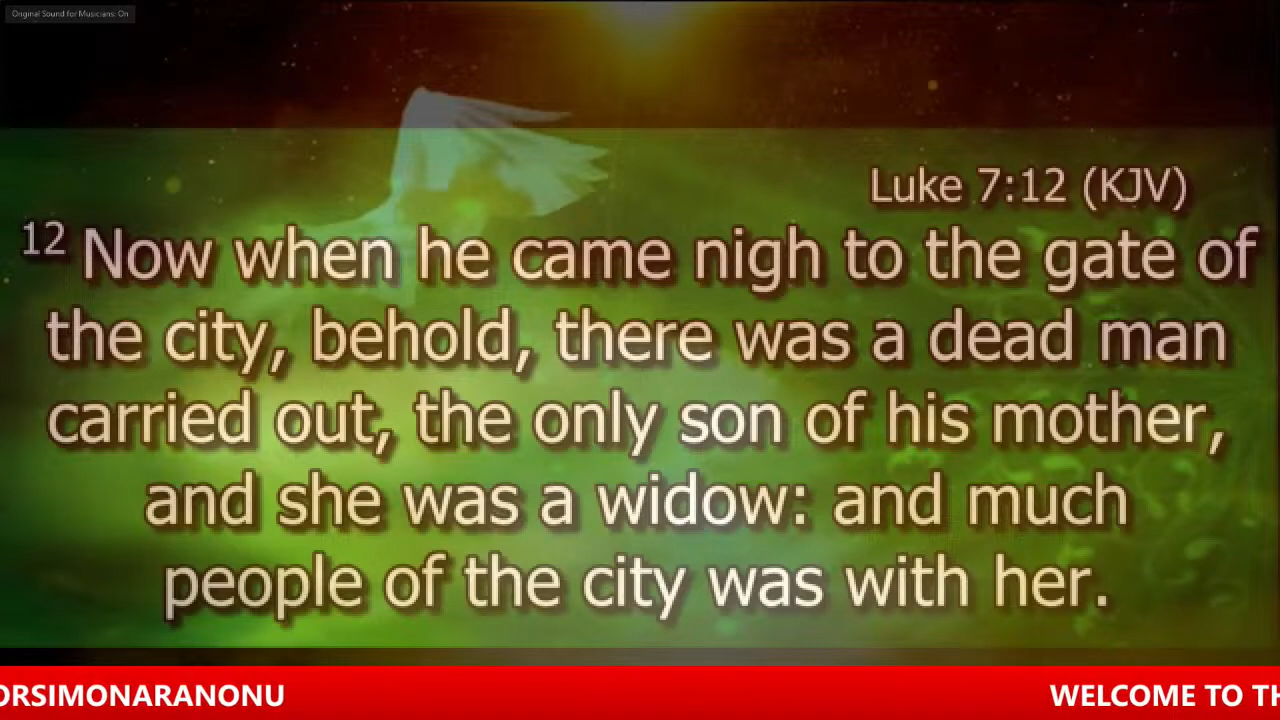 Original Sound for Musicians: On
Luke 7:12 (KJV)
12 Now when he came nigh to the gate of
the city, behold, there was a dead man
carried out, the only son of his mother,
and she was a widow: and much
people of the city was with her.
ORSIMONARANONU WELCOME TO TH